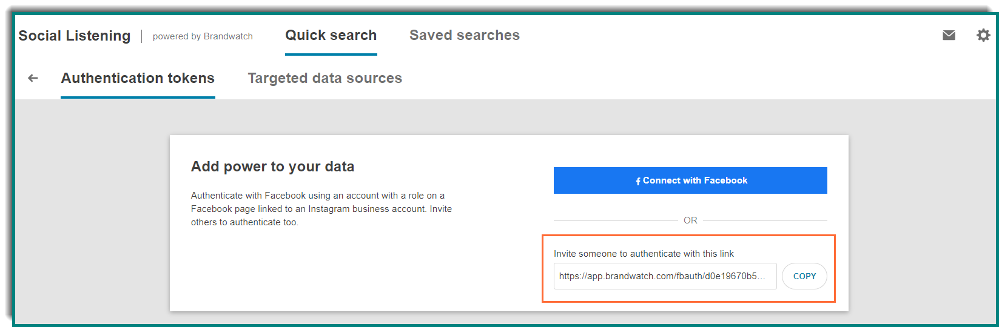 Social Listening powered by Brandwatch Quick search Saved searches
Authentication tokens Targeted data sources
Add power to your data
Authenticate with Facebook using an account with a role on a
Facebook page linked to an Instagram business account. Invite
others to authenticate too.
Connect with Facebook
OR
Invite someone to authenticate with this link
https://app.brandwatch.com/fbauth/d0e19670b5... COPY